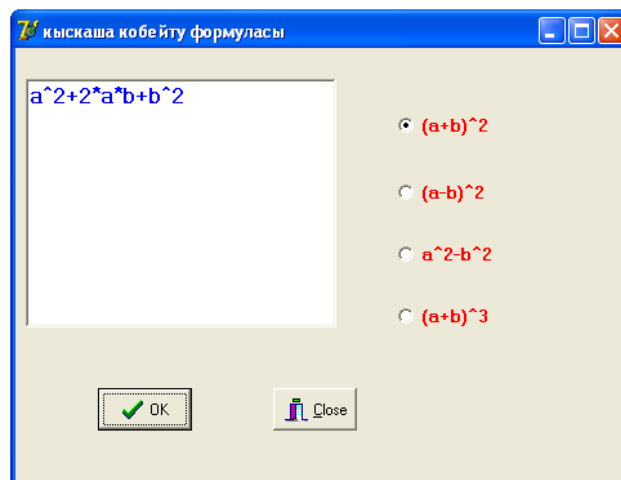 кыскаша кобейту формуласы
a^2+2*a*b+b^2
(a+b)^2
(a-b)^2
a^2-b^2
(a+b)^3
OK
Close